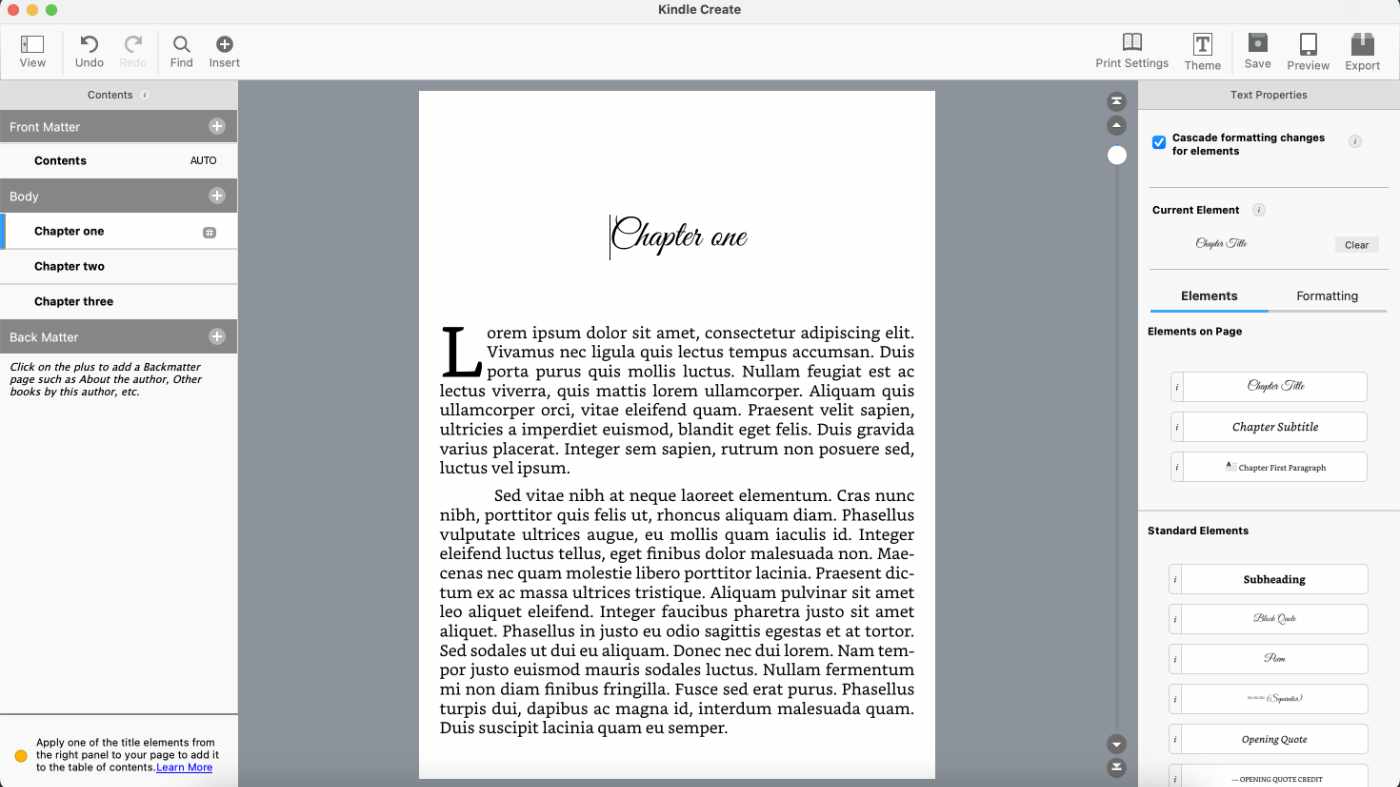 Kindle Create
View
Undo
Redo
Find
Insert
Print Settings
Theme
Save
Preview
Export
Contents i
Front Matter
Contents AUTO
Body
Chapter one #
Chapter two
Chapter three
Back Matter
Click on the plus to add a Backmatter
page such as About the author, Other
books by this author, etc.
Apply one of the title elements from
the right panel to your page to add it
to the table of contents.Learn More
Chapter one
Lorem ipsum dolor sit amet, consectetur adipiscing elit.
Vivamus nec ligula quis lectus tempus accumsan. Duis
porta purus quis mollis luctus. Nullam feugiat est ac
lectus viverra, quis mattis lorem ullamcorper. Aliquam quis
ullamcorper orci, vitae eleifend quam. Praesent velit sapien,
ultricies a imperdiet euismod, blandit eget felis. Duis gravida
varius placerat. Integer sem sapien, rutrum non posuere sed,
luctus vel ipsum.
Sed vitae nibh at neque laoreet elementum. Cras nunc
nibh, porttitor quis felis ut, rhoncus aliquam diam. Phasellus
vulputate ultrices augue, eu mollis quam iaculis id. Integer
eleifend luctus tellus, eget finibus dolor malesuada non. Mae-
cenas nec quam molestie libero porttitor lacinia. Praesent dic-
tum ex ac massa ultrices tristique. Aliquam pulvinar sit amet
leo aliquet eleifend. Integer faucibus pharetra justo sit amet
aliquet. Phasellus in justo eu odio sagittis egestas et at tortor.
Sed sodales ut dui eu aliquam. Donec nec dui lorem. Nam tem-
por justo euismod mauris sodales luctus. Nullam fermentum
mi non diam finibus fringilla. Fusce sed erat purus. Phasellus
turpis dui, dapibus ac magna id, interdum malesuada quam.
Duis suscipit lacinia quam eu semper.
Text Properties
Cascade formatting changes
for elements i
Current Element i
Chapter Title Clear
Elements Formatting
Elements on Page
i Chapter Title
i Chapter Subtitle
i A Chapter First Paragraph
Standard Elements
i Subheading
i Block Quote
i Poem
i ~~~ (Separator)
i Opening Quote
i — OPENING QUOTE CREDIT